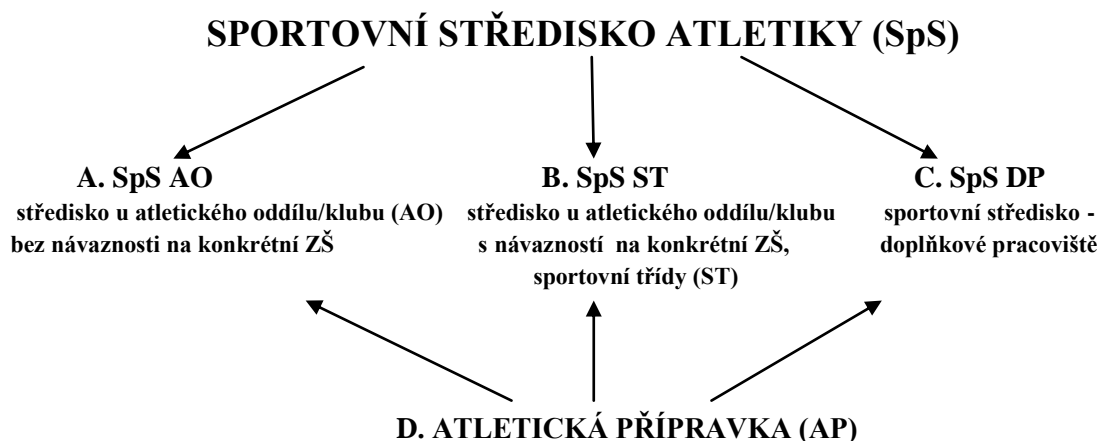 SPORTOVNÍ STŘEDISKO ATLETIKY (SpS)
A. SpS AO
středisko u atletického oddílu/klubu (AO)
bez návaznosti na konkrétní ZŠ
B. SpS ST
středisko u atletického oddílu/klubu
s návazností na konkrétní ZŠ,
sportovní třídy (ST)
C. SpS DP
sportovní středisko -
doplňkové pracoviště
D. ATLETICKÁ PŘÍPRAVKA (AP)